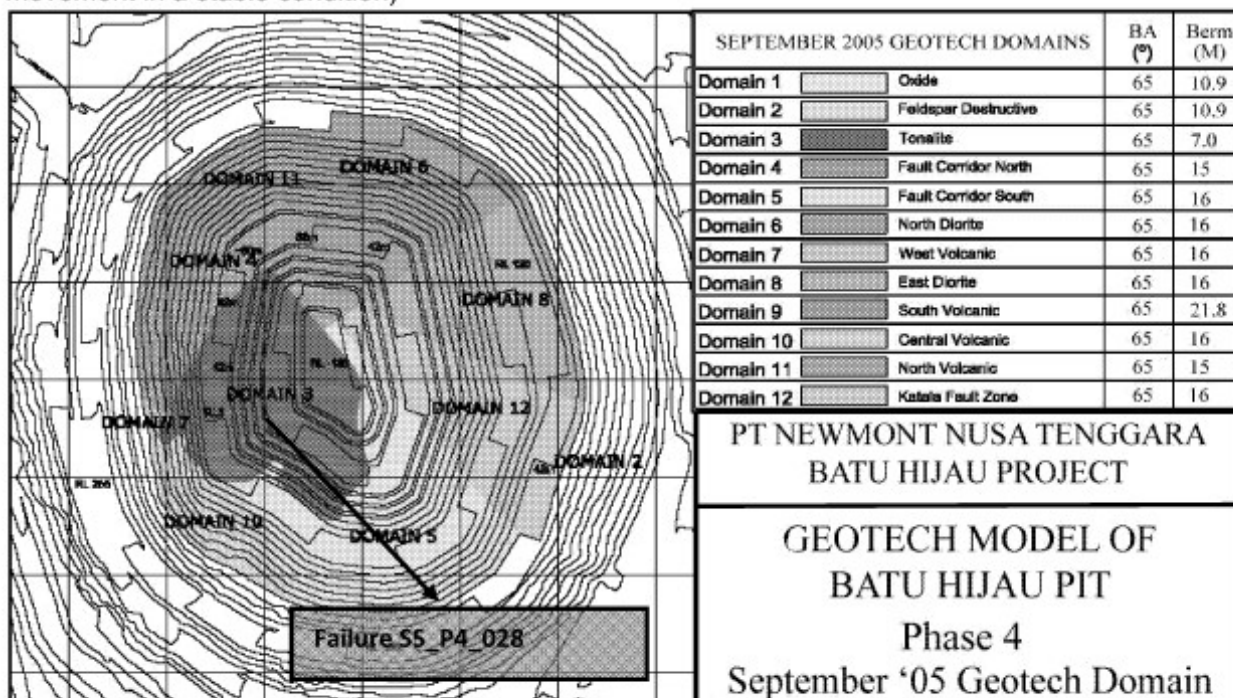 movement in a stable condition)
SEPTEMBER 2005 GEOTECH DOMAINS BA (°) Berm (M)
Domain 1 Oxide 65 10.9
Domain 2 Feldspar Destructive 65 10.9
Domain 3 Tonalite 65 7.0
Domain 4 Fault Corridor North 65 15
Domain 5 Fault Corridor South 65 16
Domain 6 North Diorite 65 16
Domain 7 West Volcanic 65 16
Domain 8 East Diorite 65 16
Domain 9 South Volcanic 65 21.8
Domain 10 Central Volcanic 65 16
Domain 11 North Volcanic 65 15
Domain 12 Katala Fault Zone 65 16
PT NEWMONT NUSA TENGGARA
BATU HIJAU PROJECT
GEOTECH MODEL OF
BATU HIJAU PIT
Phase 4
September ‘05 Geotech Domain
DOMAIN 6
DOMAIN 11
DOMAIN 4
DOMAIN 8
DOMAIN 3
DOMAIN 12
DOMAIN 7
DOMAIN 2
DOMAIN 10
DOMAIN 5
Failure S5_P4_028